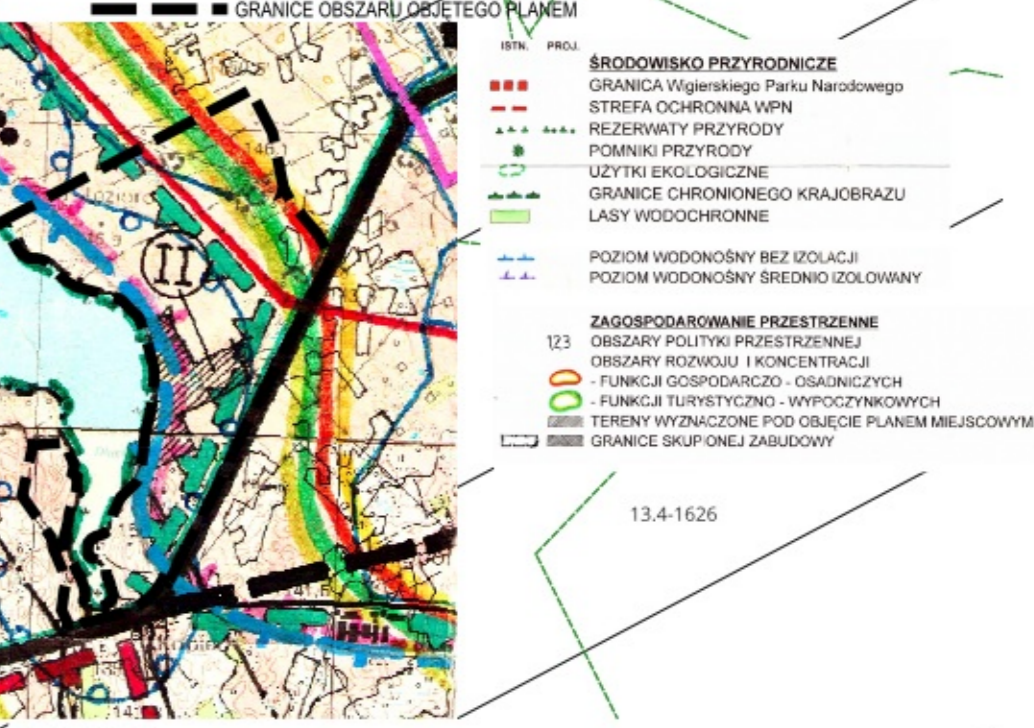 GRANICE OBSZARU OBJĘTEGO PLANEM
ISTN. PROJ.
ŚRODOWISKO PRZYRODNICZE
GRANICA Wigierskiego Parku Narodowego
STREFA OCHRONNA WPN
REZERWATY PRZYRODY
POMNIKI PRZYRODY
UŻYTKI EKOLOGICZNE
GRANICE CHRONIONEGO KRAJOBRAZU
LASY WODOCHRONNE
POZIOM WODONOŚNY BEZ IZOLACJI
POZIOM WODONOŚNY ŚREDNIO IZOLOWANY
ZAGOSPODAROWANIE PRZESTRZENNE
1,2,3 OBSZARY POLITYKI PRZESTRZENNEJ
OBSZARY ROZWOJU I KONCENTRACJI
- FUNKCJI GOSPODARCZO - OSADNICZYCH
- FUNKCJI TURYSTYCZNO - WYPOCZYNKOWYCH
TERENY WYZNACZONE POD OBJĘCIE PLANEM MIEJSCOWYM
GRANICE SKUPIONEJ ZABUDOWY
13.4-1626
II